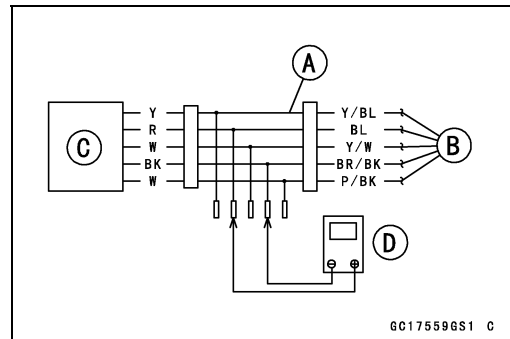 A
Y Y/BL
R BL
C W Y/W B
BK BR/BK
W P/BK
D
GC17559GS1 C